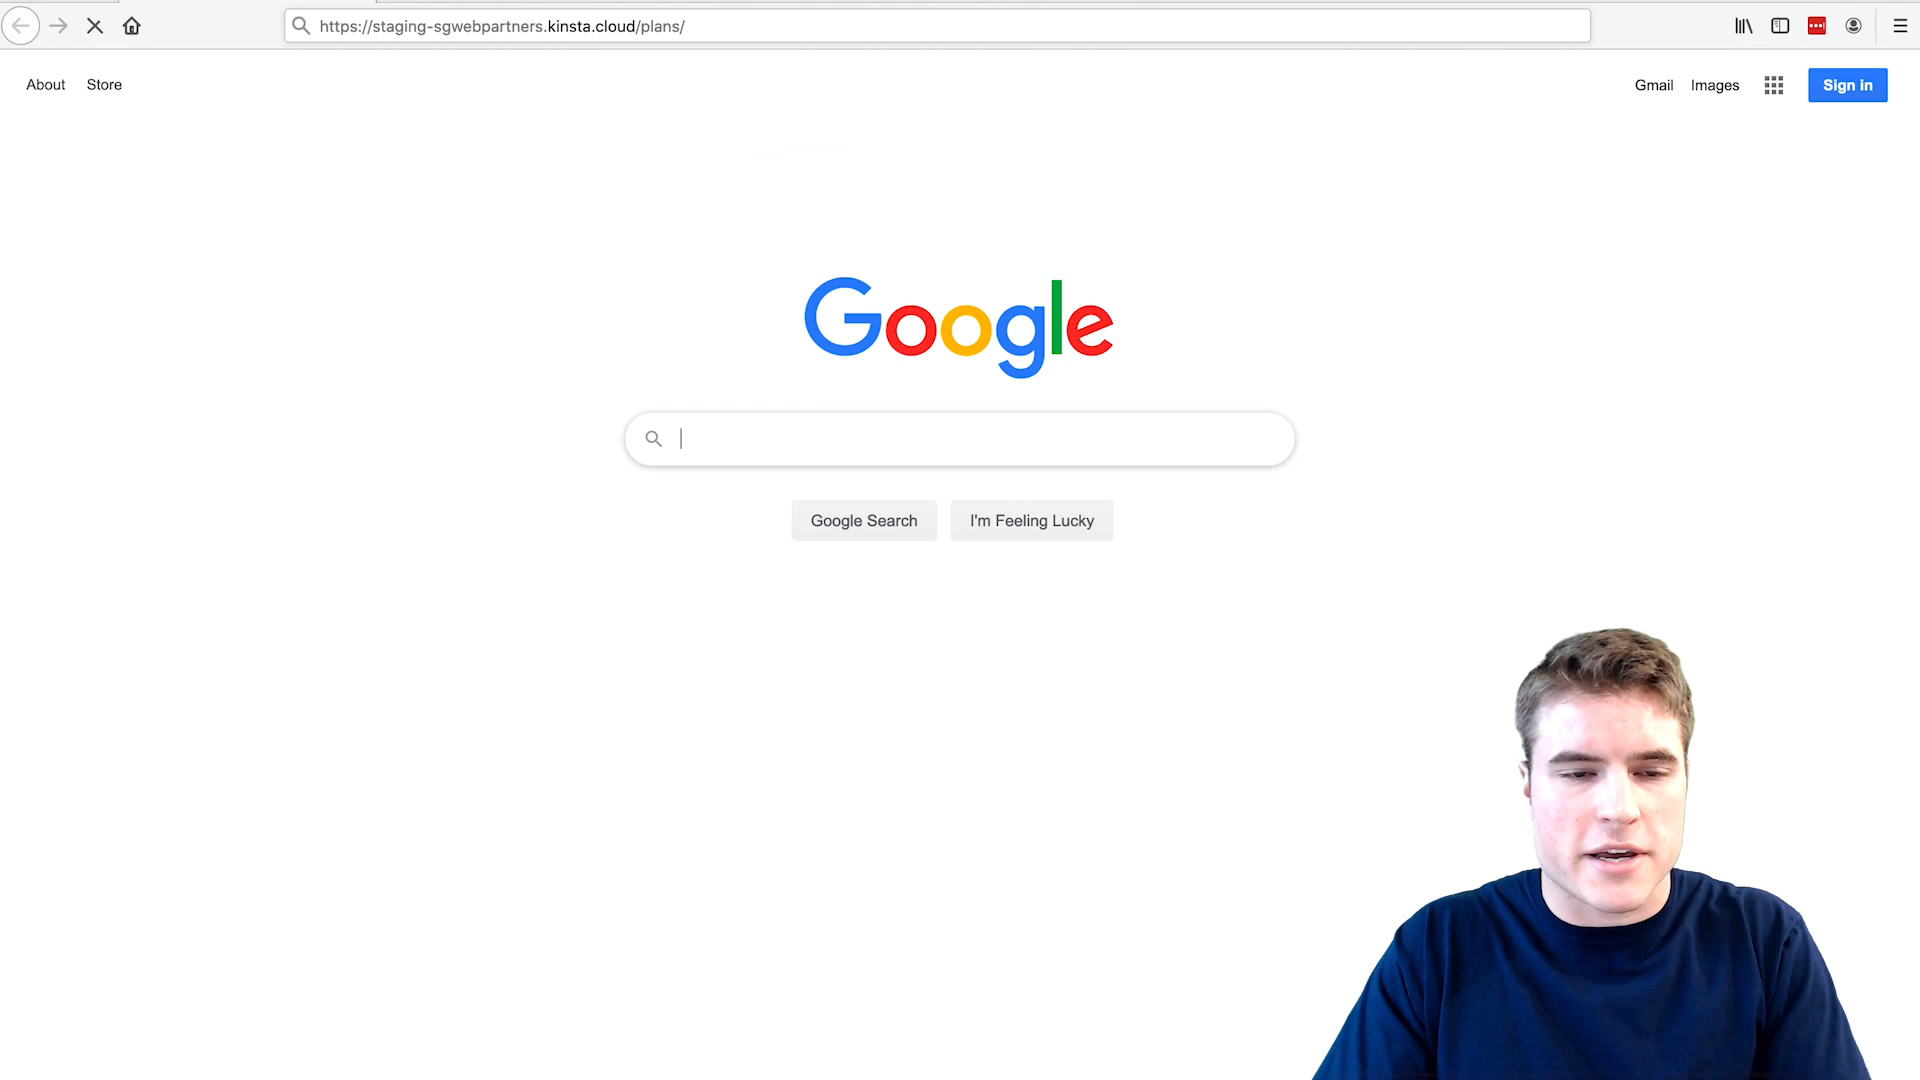 https://staging-sgwebpartners.kinsta.cloud/plans/
About Store
Gmail Images Sign in
Google
Google Search I'm Feeling Lucky